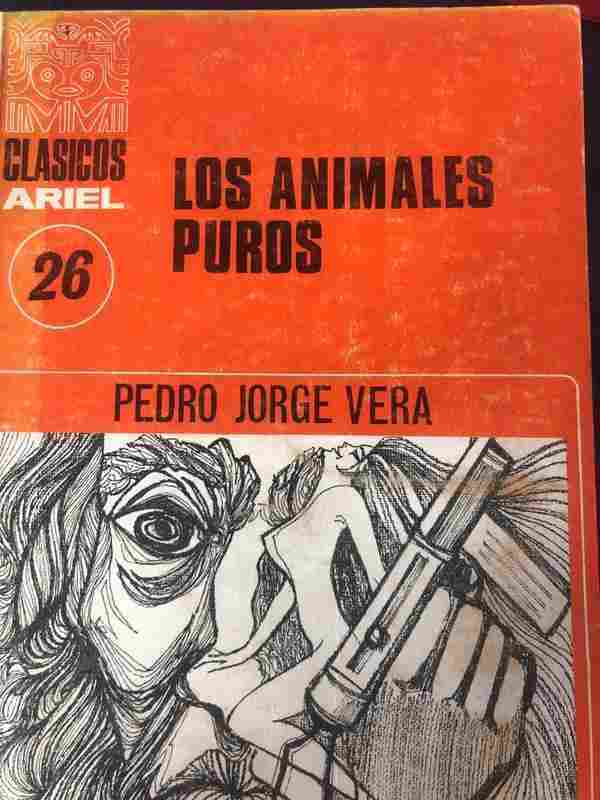 CLASICOS
ARIEL
26
LOS ANIMALES
PUROS
PEDRO JORGE VERA